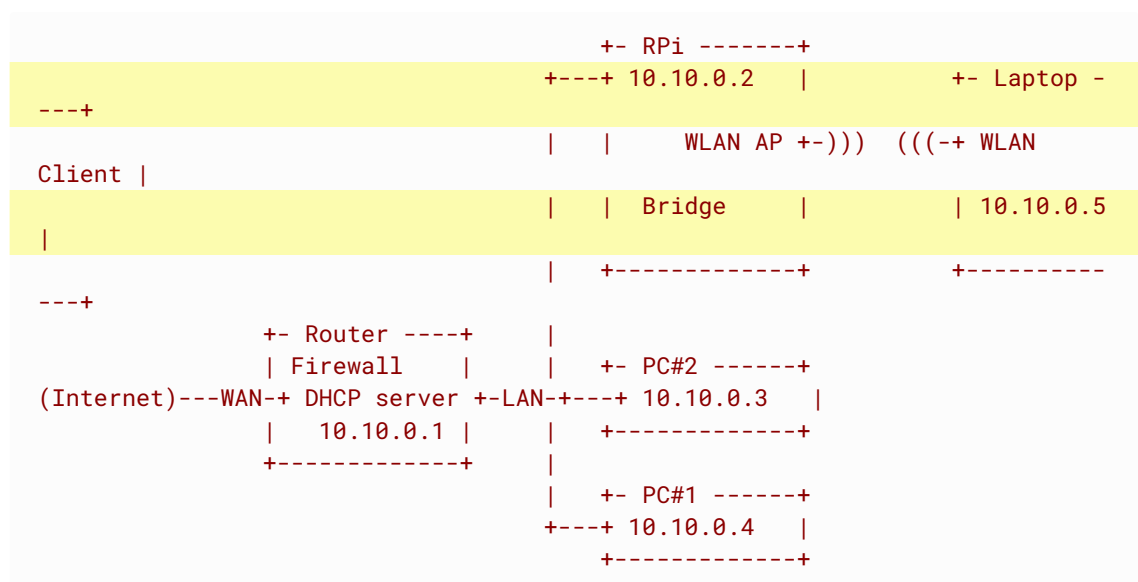 +- RPi -------+
                                     +---+ 10.10.0.2   |          +- Laptop -
---+
                                     |   |     WLAN AP +-)))  (((-+ WLAN
Client |
                                     |   |  Bridge     |          | 10.10.0.5
|
                                     |   +-------------+          +----------
---+
                 +- Router ----+     |
                 | Firewall    |     |   +- PC#2 ------+
(Internet)---WAN-+ DHCP server +-LAN-+---+ 10.10.0.3   |
                 |   10.10.0.1 |     |   +-------------+
                 +-------------+     |
                                     |   +- PC#1 ------+
                                     +---+ 10.10.0.4   |
                                         +-------------+